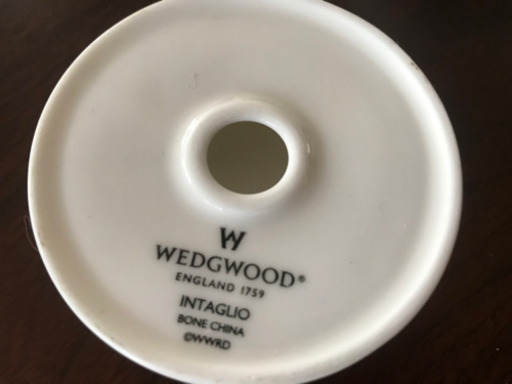 W
WEDGWOOD®
ENGLAND 1759
INTAGLIO
BONE CHINA
©WWRD